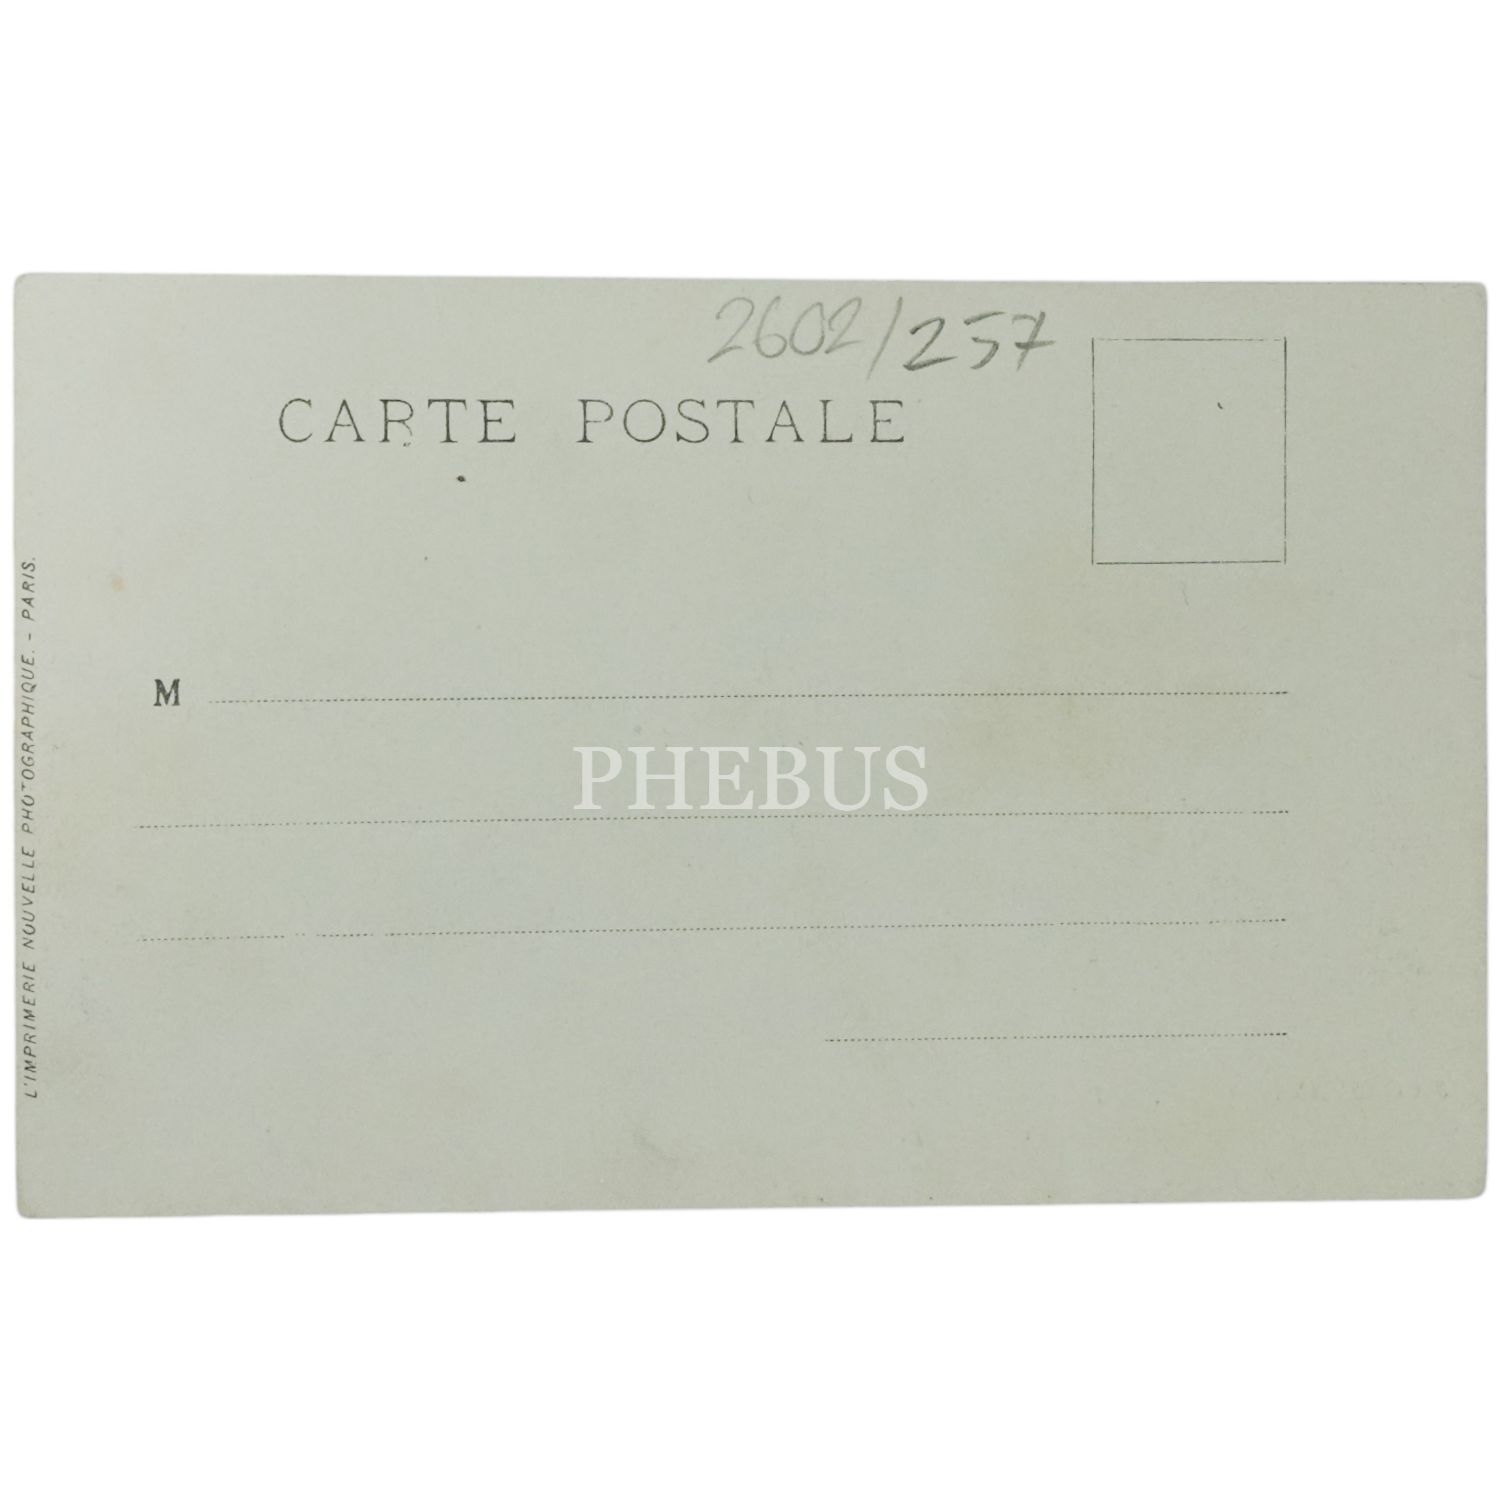 2602/257
CARTE POSTALE
M
PHEBUS
L'IMPRIMERIE NOUVELLE PHOTOGRAPHIQUE. - PARIS.